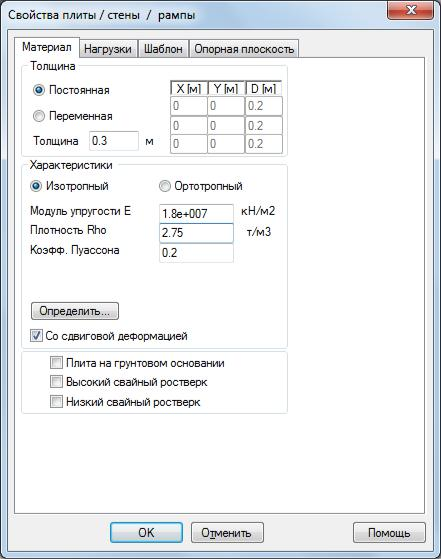 Свойства плиты / стены / рампы
Материал Нагрузки Шаблон Опорная плоскость
Толщина
Постоянная
Переменная
Толщина 0.3 м
X [м] Y [м] D [м]
0 0 0.2
0 0 0.2
0 0 0.2
Характеристики
Изотропный Ортотропный
Модуль упругости E 1.8e+007 кН/м2
Плотность Rho 2.75 т/м3
Коэфф. Пуассона 0.2
Определить...
Со сдвиговой деформацией
Плита на грунтовом основании
Высокий свайный ростверк
Низкий свайный ростверк
OK Отменить Помощь